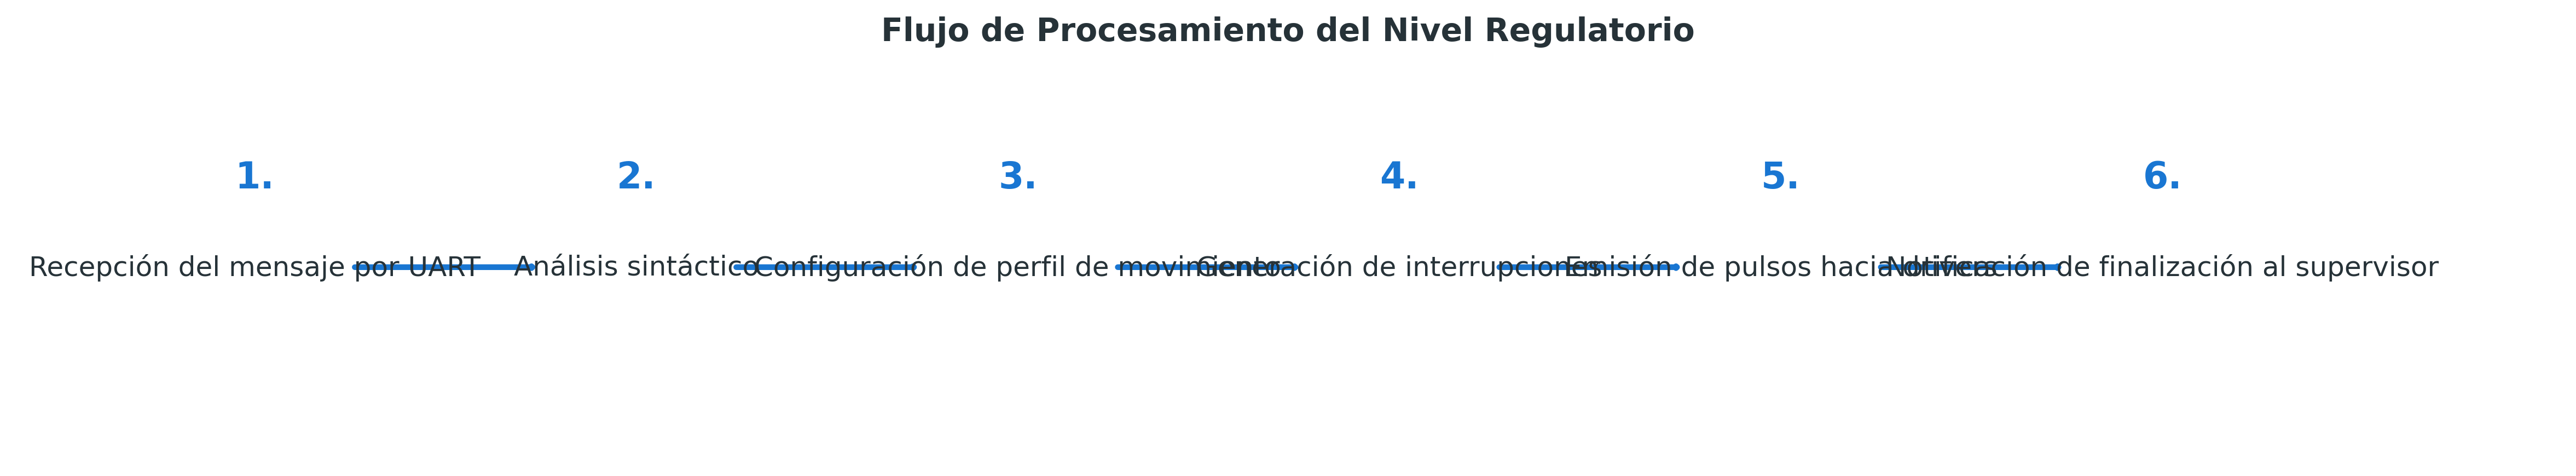 Flujo de Procesamiento del Nivel Regulatorio
1.
2.
3.
4.
5.
6.
Recepción del mensaje por UART
Análisis sintáctico
Configuración de perfil de movimiento
Generación de interrupciones
Emisión de pulsos hacia drivers
Notificación de finalización al supervisor